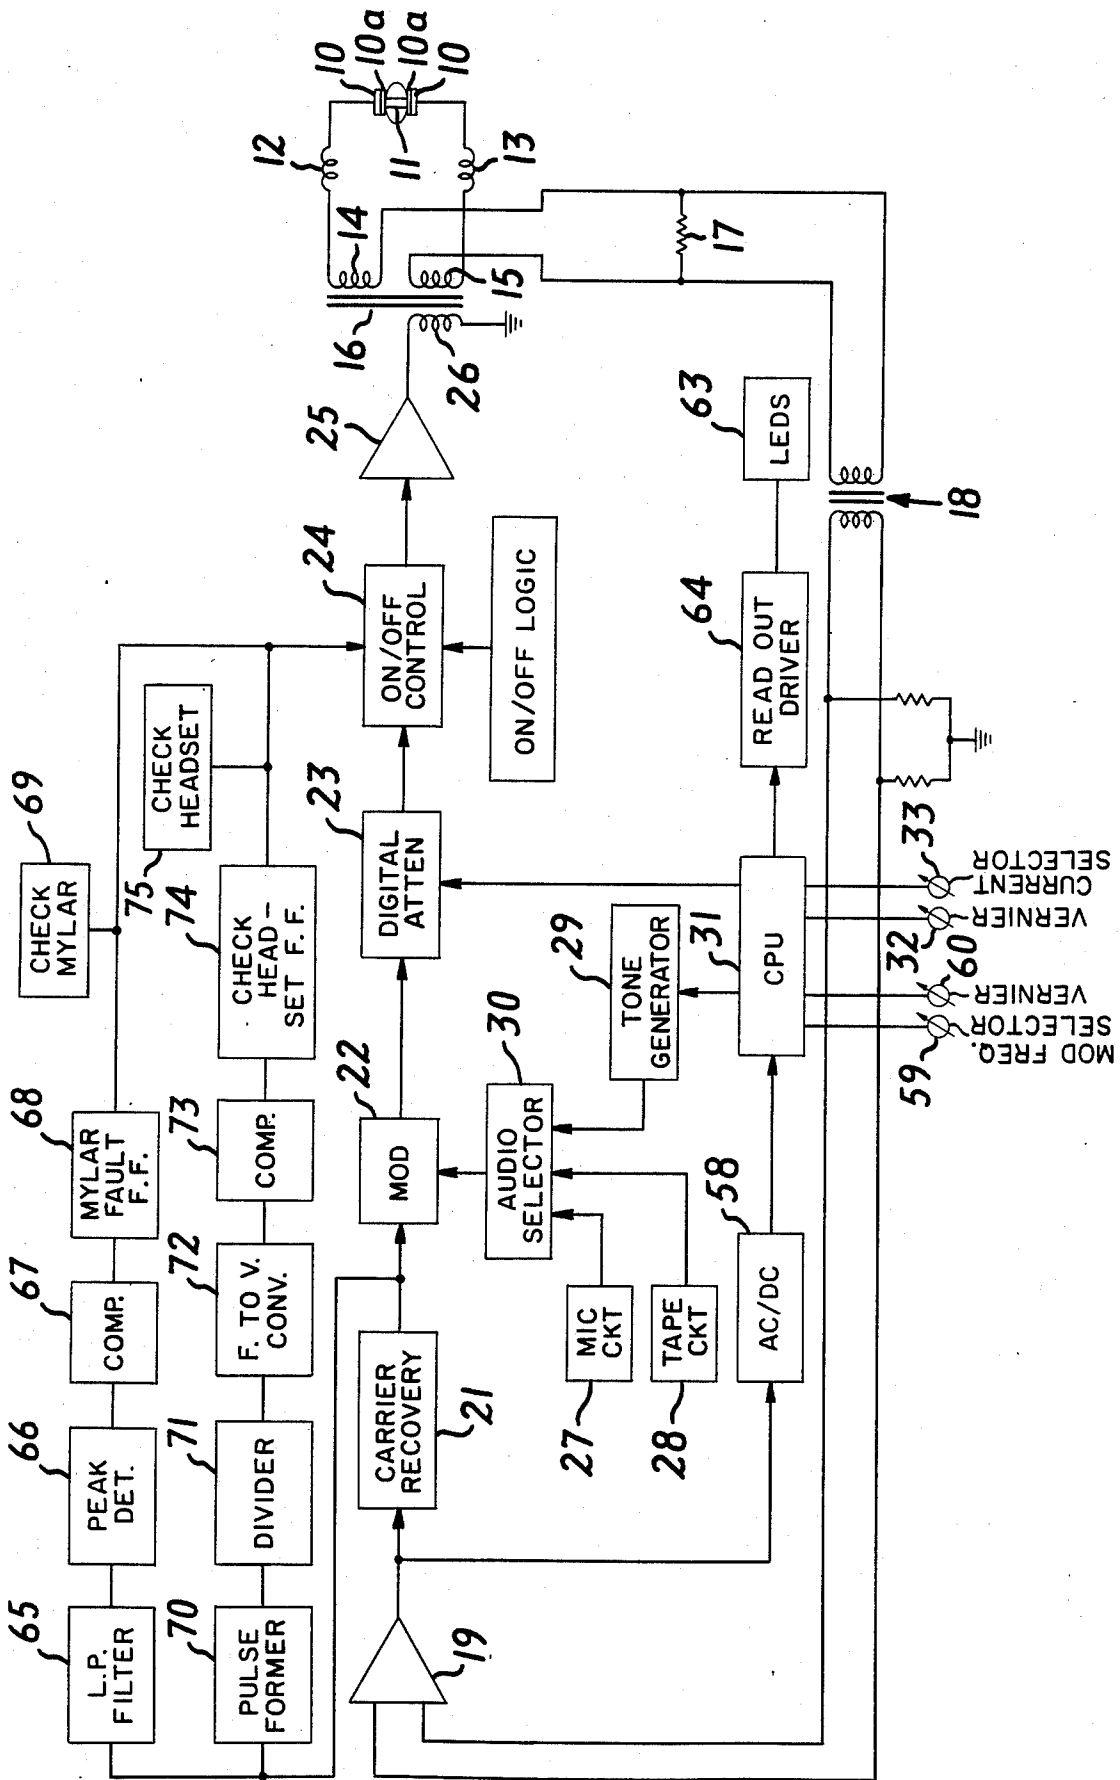 65
L.P.
FILTER
66
PEAK
DET.
67
COMP.
68
MYLAR
FAULT
F.F.
69
CHECK
MYLAR
70
PULSE
FORMER
71
DIVIDER
72
F. TO V.
CONV.
73
COMP.
74
CHECK
HEAD-
SET F.F.
75
CHECK
HEADSET
19
21
CARRIER
RECOVERY
22
MOD
23
DIGITAL
ATTEN
24
ON/OFF
CONTROL
ON/OFF LOGIC
25
26
16
14
15
12
13
10
10a
10a
10
11
17
18
27
MIC
CKT
28
TAPE
CKT
30
AUDIO
SELECTOR
29
TONE
GENERATOR
58
AC/DC
31
CPU
64
READ OUT
DRIVER
63
LEDS
59
MOD FREQ.
SELECTOR
60
VERNIER
32
VERNIER
33
CURRENT
SELECTOR